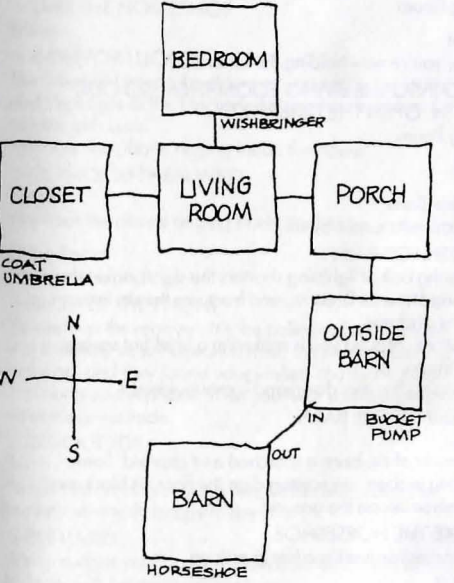 BEDROOM
WISHBRINGER
CLOSET
LIVING
ROOM
PORCH
COAT
UMBRELLA
N
W
E
S
OUTSIDE
BARN
IN
BUCKET
PUMP
OUT
BARN
HORSESHOE